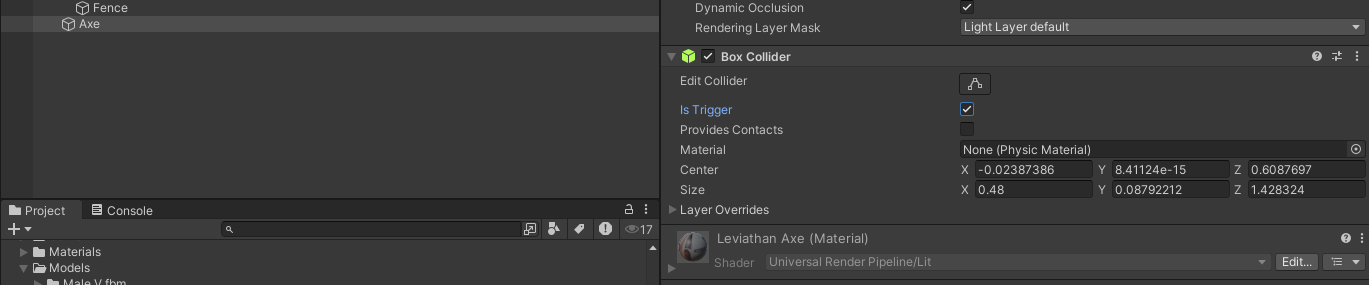 Fence
Axe
Dynamic Occlusion
Rendering Layer Mask Light Layer default
Box Collider
Edit Collider
Is Trigger
Provides Contacts
Material None (Physic Material)
Center X -0.02387386 Y 8.41124e-15 Z 0.6087697
Size X 0.48 Y 0.08792212 Z 1.428324
Layer Overrides
Project Console
17
Materials
Models
Male V.fbm
Leviathan Axe (Material)
Shader Universal Render Pipeline/Lit Edit...